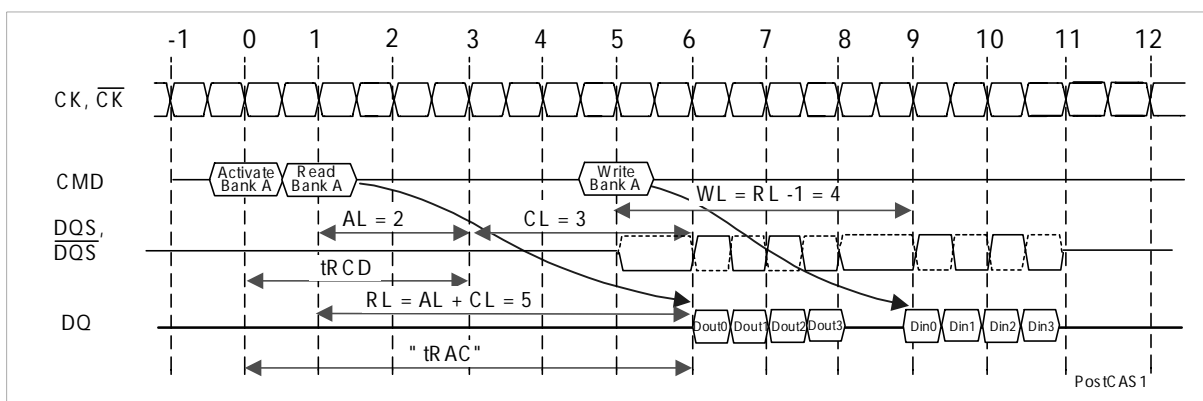 -1 0 1 2 3 4 5 6 7 8 9 10 11 12
CK, CK
CMD
Activate
Bank A
Read
Bank A
Write
Bank A
WL = RL -1 = 4
AL = 2
CL = 3
DQS,
DQS
tRCD
RL = AL + CL = 5
DQ
Dout0 Dout1 Dout2 Dout3
Din0 Din1 Din2 Din3
"tRAC"
PostCAS1